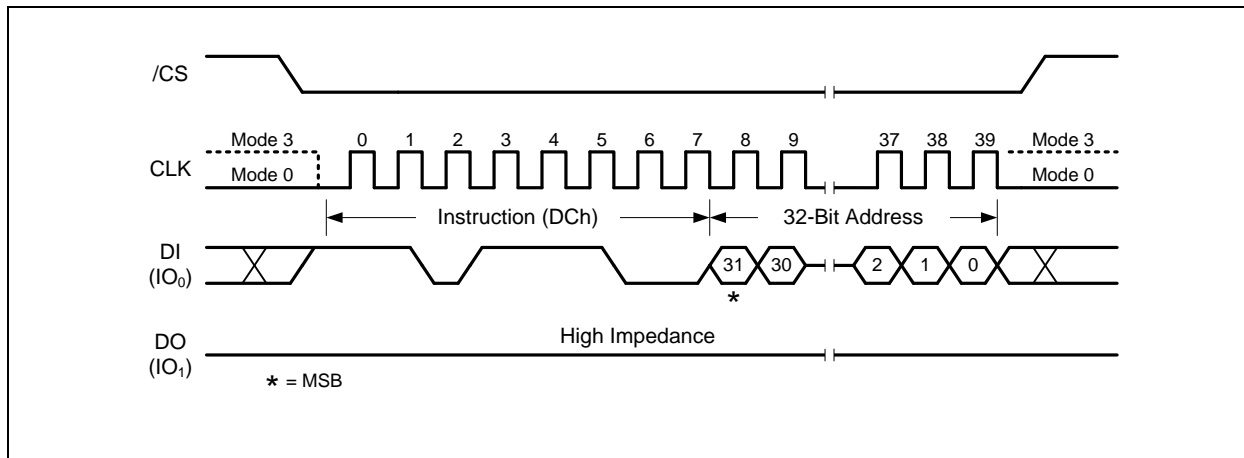 /CS
Mode 3 0 1 2 3 4 5 6 7 8 9 37 38 39 Mode 3
CLK Mode 0 Mode 0
Instruction (DCh) 32-Bit Address
DI
(IO₀) 31 30 2 1 0
*
High Impedance
DO
(IO₁)
* = MSB